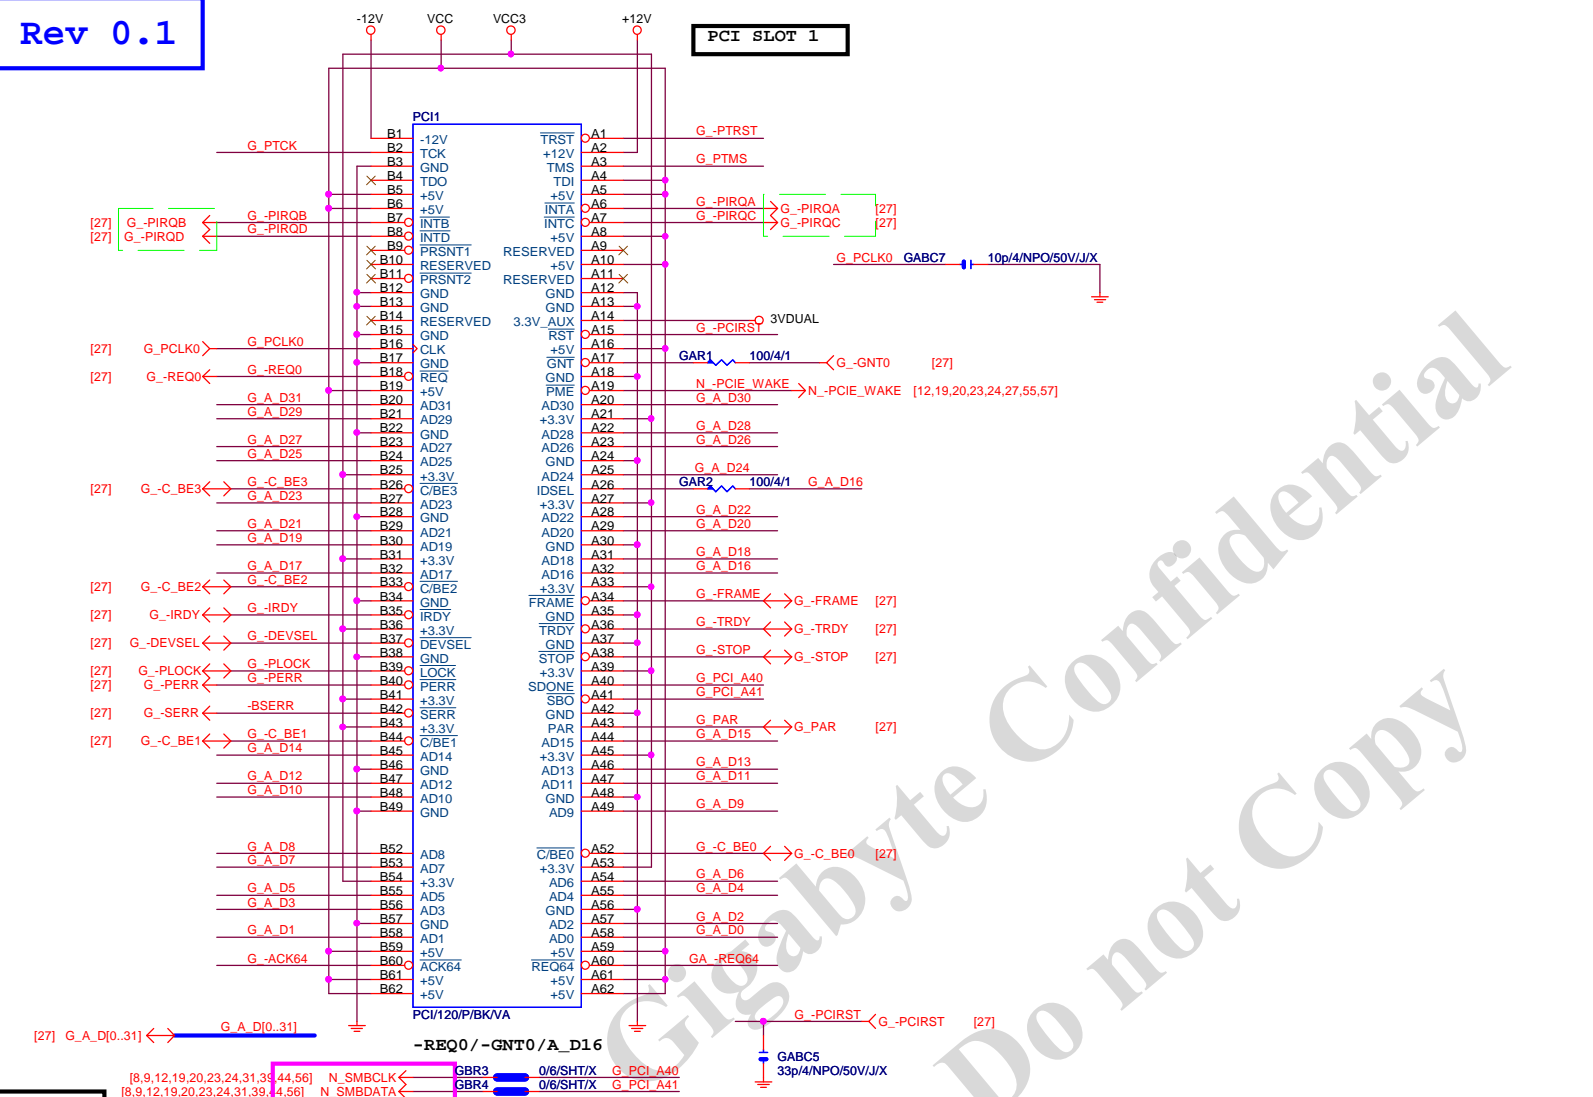 Rev 0.1
-12V VCC VCC3 +12V
PCI SLOT 1
PCI1
B1 -12V TRST A1 G_-PTRST
G_PTCK B2 TCK +12V A2
B3 GND TMS A3 G_PTMS
B4 TDO TDI A4
B5 +5V +5V A5
B6 +5V INTA A6 G_-PIRQA G_-PIRQA [27]
[27] G_-PIRQB G_-PIRQB B7 INTB INTC A7 G_-PIRQC G_-PIRQC [27]
[27] G_-PIRQD G_-PIRQD B8 INTD +5V A8
B9 PRSNT1 RESERVED A9
B10 RESERVED +5V A10 G_PCLK0 GABC7 10p/4/NPO/50V/J/X
B11 PRSNT2 RESERVED A11
B12 GND GND A12
B13 GND GND A13
B14 RESERVED 3.3V_AUX A14 3VDUAL
B15 GND RST A15 G_-PCIRST
[27] G_PCLK0 G_PCLK0 B16 CLK +5V A16
B17 GND GNT A17 GAR1 100/4/1 G_-GNT0 [27]
[27] G_-REQ0 G_-REQ0 B18 REQ GND A18
B19 +5V PME A19 N_-PCIE_WAKE N_-PCIE_WAKE [12,19,20,23,24,27,55,57]
G_A_D31 B20 AD31 AD30 A20 G_A_D30
G_A_D29 B21 AD29 +3.3V A21
B22 GND AD28 A22 G_A_D28
G_A_D27 B23 AD27 AD26 A23 G_A_D26
G_A_D25 B24 AD25 GND A24
B25 +3.3V AD24 A25 G_A_D24
[27] G_-C_BE3 G_-C_BE3 B26 C/BE3 IDSEL A26 GAR2 100/4/1 G_A_D16
G_A_D23 B27 AD23 +3.3V A27
B28 GND AD22 A28 G_A_D22
G_A_D21 B29 AD21 AD20 A29 G_A_D20
G_A_D19 B30 AD19 GND A30
B31 +3.3V AD18 A31 G_A_D18
G_A_D17 B32 AD17 AD16 A32 G_A_D16
[27] G_-C_BE2 G_-C_BE2 B33 C/BE2 +3.3V A33
B34 GND FRAME A34 G_-FRAME G_-FRAME [27]
[27] G_-IRDY G_-IRDY B35 IRDY GND A35
B36 +3.3V TRDY A36 G_-TRDY G_-TRDY [27]
[27] G_-DEVSEL G_-DEVSEL B37 DEVSEL GND A37
B38 GND STOP A38 G_-STOP G_-STOP [27]
[27] G_-PLOCK G_-PLOCK B39 LOCK +3.3V A39
[27] G_-PERR G_-PERR B40 PERR SDONE A40 G_PCI_A40
B41 +3.3V SBO A41 G_PCI_A41
[27] G_-SERR -BSERR B42 SERR GND A42
B43 +3.3V PAR A43 G_PAR G_PAR [27]
[27] G_-C_BE1 G_-C_BE1 B44 C/BE1 AD15 A44 G_A_D15
G_A_D14 B45 AD14 +3.3V A45
B46 GND AD13 A46 G_A_D13
G_A_D12 B47 AD12 AD11 A47 G_A_D11
G_A_D10 B48 AD10 GND A48
B49 GND AD9 A49 G_A_D9
G_A_D8 B52 AD8 C/BE0 A52 G_-C_BE0 G_-C_BE0 [27]
G_A_D7 B53 AD7 +3.3V A53
B54 +3.3V AD6 A54 G_A_D6
G_A_D5 B55 AD5 AD4 A55 G_A_D4
G_A_D3 B56 AD3 GND A56
B57 GND AD2 A57 G_A_D2
G_A_D1 B58 AD1 AD0 A58 G_A_D0
B59 +5V +5V A59
G_-ACK64 B60 ACK64 REQ64 A60 GA_-REQ64
B61 +5V +5V A61
B62 +5V +5V A62
PCI/120/P/BK/VA
[27] G_A_D[0..31] G_A_D[0..31]
G_-PCIRST G_-PCIRST [27]
-REQ0/-GNT0/A_D16
GABC5
33p/4/NPO/50V/J/X
[8,9,12,19,20,23,24,31,39,44,56] N_SMBCLK GBR3 0/6/SHT/X G_PCI_A40
[8,9,12,19,20,23,24,31,39,44,56] N_SMBDATA GBR4 0/6/SHT/X G_PCI_A41
Gigabyte Confidential
Do not Copy